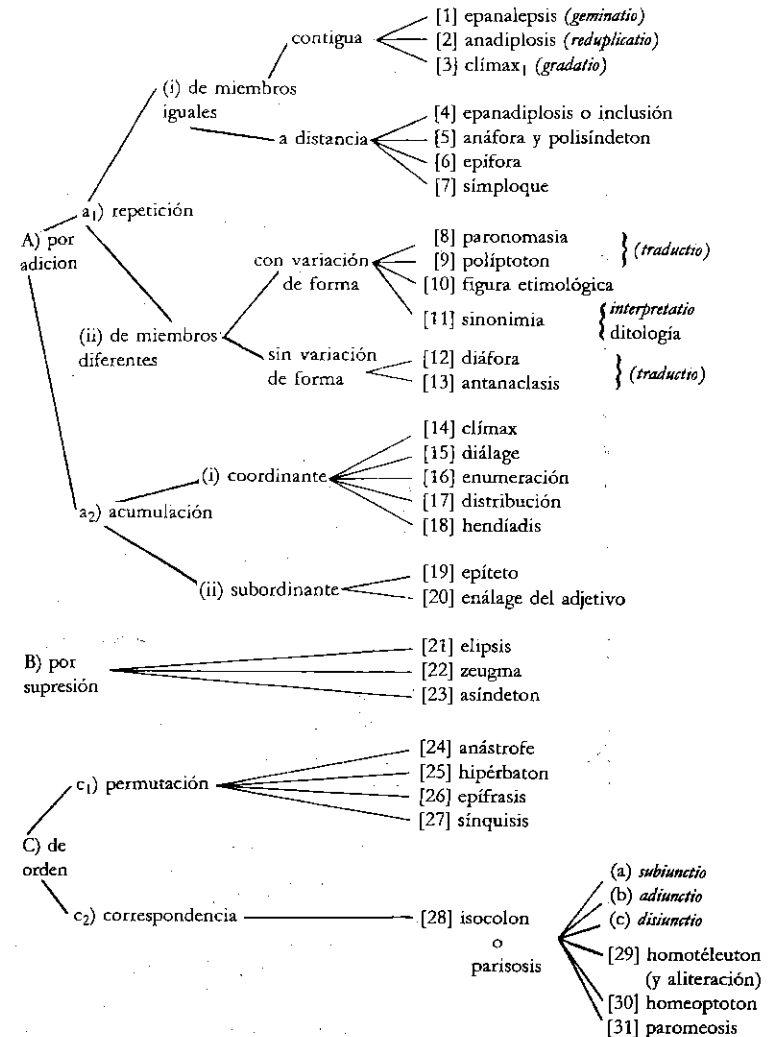 [1] epanalepsis (geminatio)
contigua
[2] anadiplosis (reduplicatio)
[3] clímax₁ (gradatio)
(i) de miembros
iguales
[4] epanadiplosis o inclusión
a distancia
[5] anáfora y polisíndeton
[6] epífora
[7] símploque
a₁) repetición
A) por
adicion
[8] paronomasia
con variación
de forma
[9] políptoton
(traductio)
[10] figura etimológica
[11] sinonimia
interpretatio
ditología
(ii) de miembros
diferentes
sin variación
de forma
[12] diáfora
[13] antanaclasis
(traductio)
[14] clímax
[15] diálage
(i) coordinante
[16] enumeración
[17] distribución
[18] hendíadis
a₂) acumulación
(ii) subordinante
[19] epíteto
[20] enálage del adjetivo
B) por
supresión
[21] elipsis
[22] zeugma
[23] asíndeton
[24] anástrofe
c₁) permutación
[25] hipérbaton
[26] epífrasis
[27] sínquisis
C) de
orden
c₂) correspondencia
[28] isocolon
o
parisosis
(a) subiunctio
(b) adiunctio
(c) disiunctio
[29] homotéleuton
(y aliteración)
[30] homeoptoton
[31] paromeosis